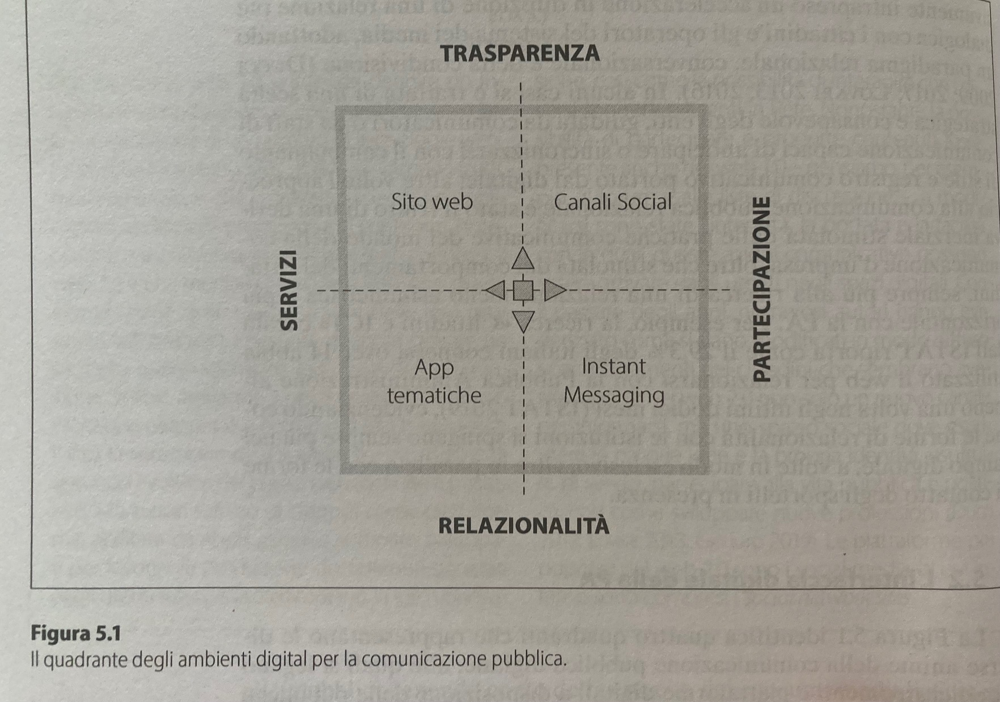 TRASPARENZA
Sito web
Canali Social
SERVIZI
PARTECIPAZIONE
App
tematiche
Instant
Messaging
RELAZIONALITÀ
Figura 5.1
Il quadrante degli ambienti digital per la comunicazione pubblica.